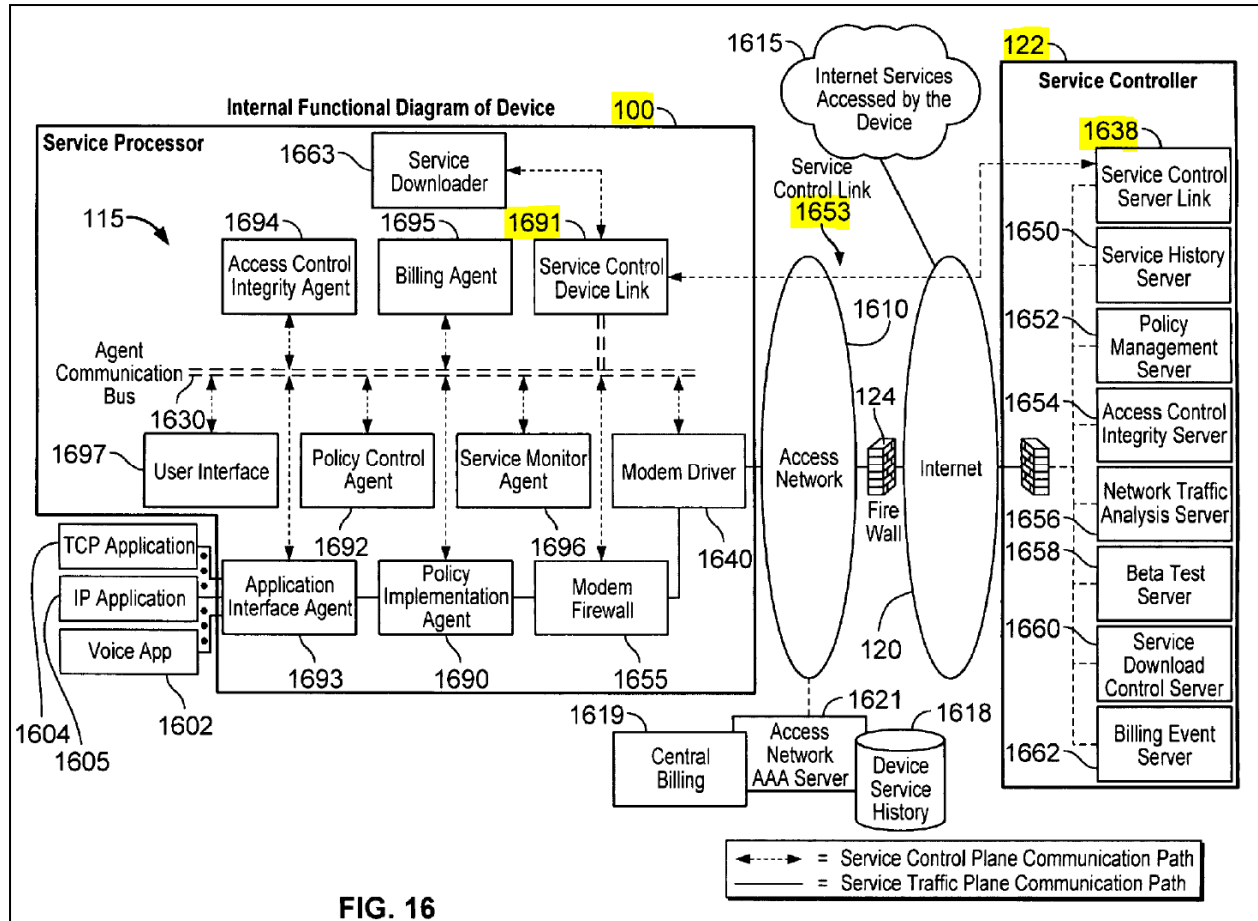 Internal Functional Diagram of Device
100
Service Processor
115
1663
Service
Downloader
1694
Access Control
Integrity Agent
1695
Billing Agent
1691
Service Control
Device Link
Agent
Communication
Bus
1630
1697
User Interface
Policy Control
Agent
1692
Service Monitor
Agent
1696
Modem Driver
1640
TCP Application
IP Application
Voice App
1604
1605
1602
Application
Interface Agent
1693
Policy
Implementation
Agent
1690
Modem
Firewall
1655
1615
Internet Services
Accessed by the
Device
Service
Control Link
1653
1610
Access
Network
124
Fire
Wall
Internet
120
1619
Central
Billing
1621
Access
Network
AAA Server
1618
Device
Service
History
122
Service Controller
1638
Service Control
Server Link
1650
Service History
Server
1652
Policy
Management
Server
1654
Access Control
Integrity Server
1656
Network Traffic
Analysis Server
1658
Beta Test
Server
1660
Service
Download
Control Server
1662
Billing Event
Server
= Service Control Plane Communication Path
= Service Traffic Plane Communication Path
FIG. 16